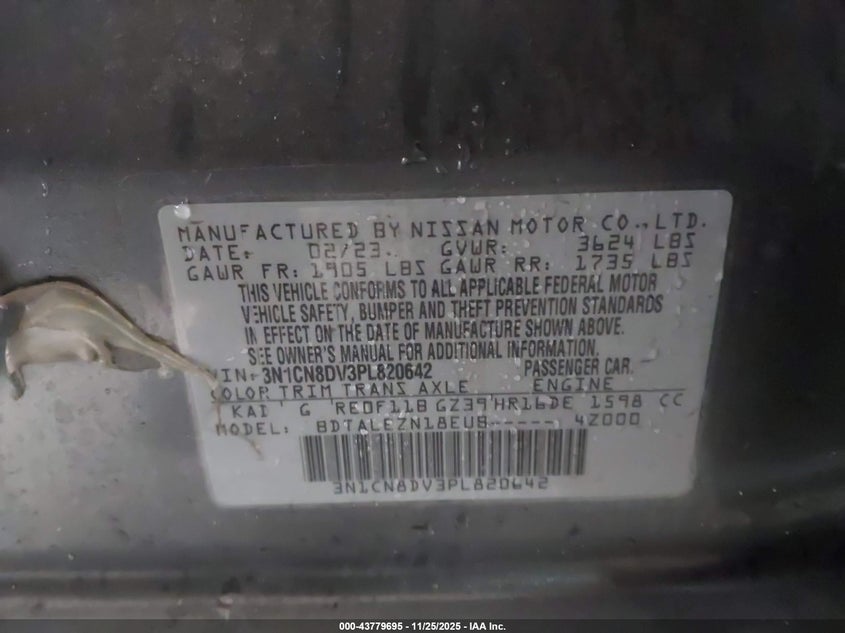 MANUFACTURED BY NISSAN MOTOR CO., LTD.
DATE: 02/23 GVWR: 3624 LBS
GAWR FR: 1905 LBS GAWR RR: 1735 LBS
THIS VEHICLE CONFORMS TO ALL APPLICABLE FEDERAL MOTOR
VEHICLE SAFETY, BUMPER AND THEFT PREVENTION STANDARDS
IN EFFECT ON THE DATE OF MANUFACTURE SHOWN ABOVE.
SEE OWNER'S MANUAL FOR ADDITIONAL INFORMATION.
VIN: 3N1CN8DV3PL820642 PASSENGER CAR.
COLOR TRIM TRANS AXLE ENGINE
KAD G RE0F11B GZ39 HR16DE 1598 CC
MODEL: BDTALEZN18EU8----- 4Z000
3N1CN8DV3PL820642
000-43779695 - 11/25/2025 - IAA Inc.